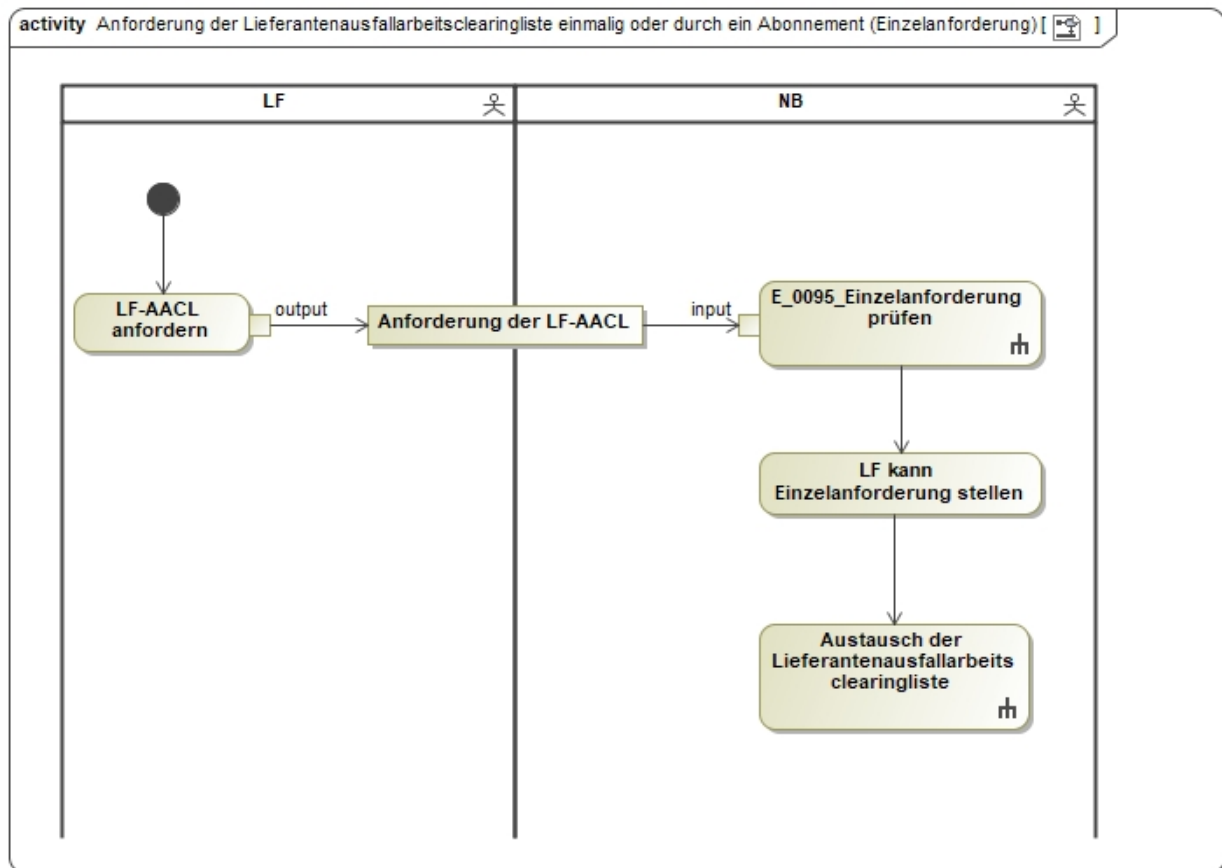 activity Anforderung der Lieferantenausfallarbeitsclearingliste einmalig oder durch ein Abonnement (Einzelanforderung) [ ]
LF
NB
LF-AACL
anfordern
output
Anforderung der LF-AACL
input
E_0095_Einzelanforderung
prüfen
LF kann
Einzelanforderung stellen
Austausch der
Lieferantenausfallarbeits
clearingliste